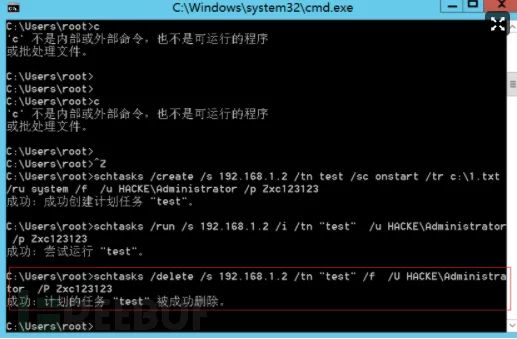 C:\Windows\system32\cmd.exe
C:\Users\root>c
'c' 不是内部或外部命令，也不是可运行的程序
或批处理文件。
C:\Users\root>
C:\Users\root>
C:\Users\root>c
'c' 不是内部或外部命令，也不是可运行的程序
或批处理文件。
C:\Users\root>
C:\Users\root>^Z
C:\Users\root>schtasks /create /s 192.168.1.2 /tn test /sc onstart /tr c:\1.txt
/ru system /f  /u HACKE\Administrator /p Zxc123123
成功: 成功创建计划任务 "test"。
C:\Users\root>schtasks /run /s 192.168.1.2 /i /tn "test"  /u HACKE\Administrator
 /p Zxc123123
成功: 尝试运行 "test"。
C:\Users\root>schtasks /delete /s 192.168.1.2 /tn "test" /f  /U HACKE\Administra
tor  /P Zxc123123
成功: 计划的任务 "test" 被成功删除。
REEBUF
C:\Users\root>